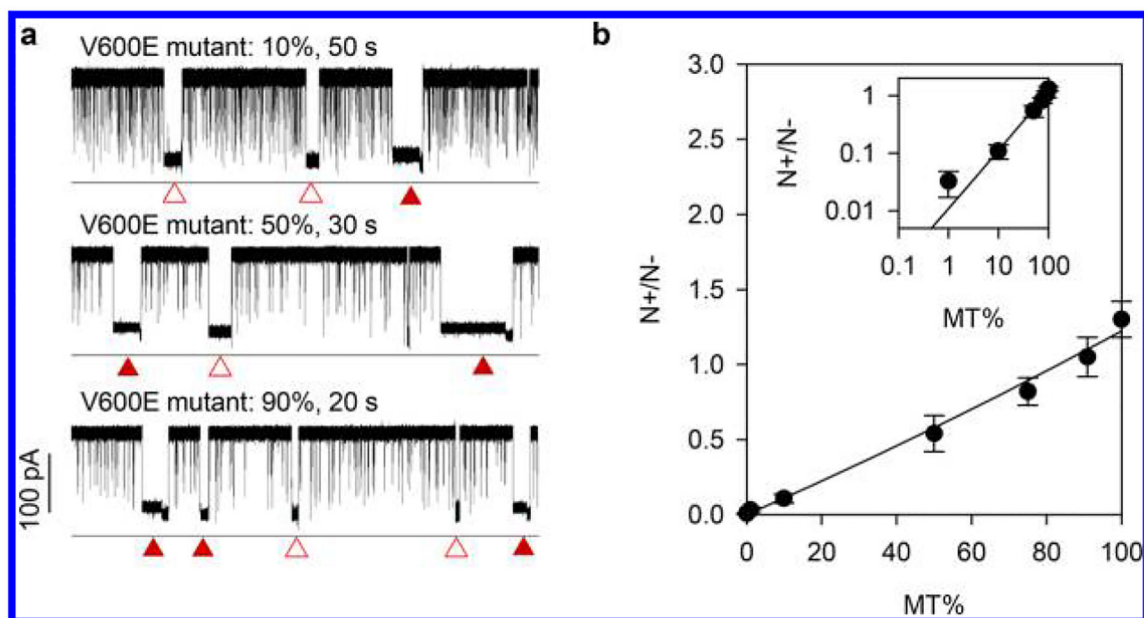 a
V600E mutant: 10%, 50 s
V600E mutant: 50%, 30 s
V600E mutant: 90%, 20 s
100 pA
b
3.0
2.5
2.0
1.5
1.0
0.5
0.0
N+/N-
0 20 40 60 80 100
MT%
1
0.1
0.01
N+/N-
0.1 1 10 100
MT%